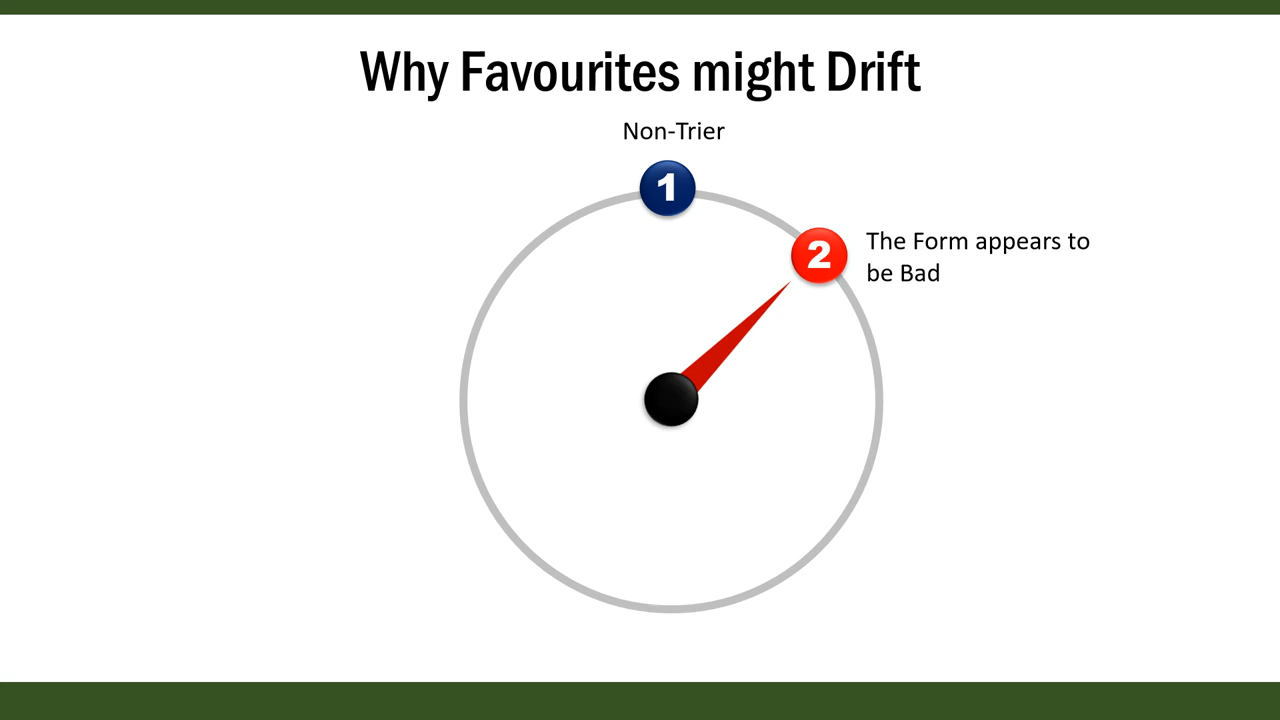 Why Favourites might Drift
Non-Trier
1
2
The Form appears to
be Bad